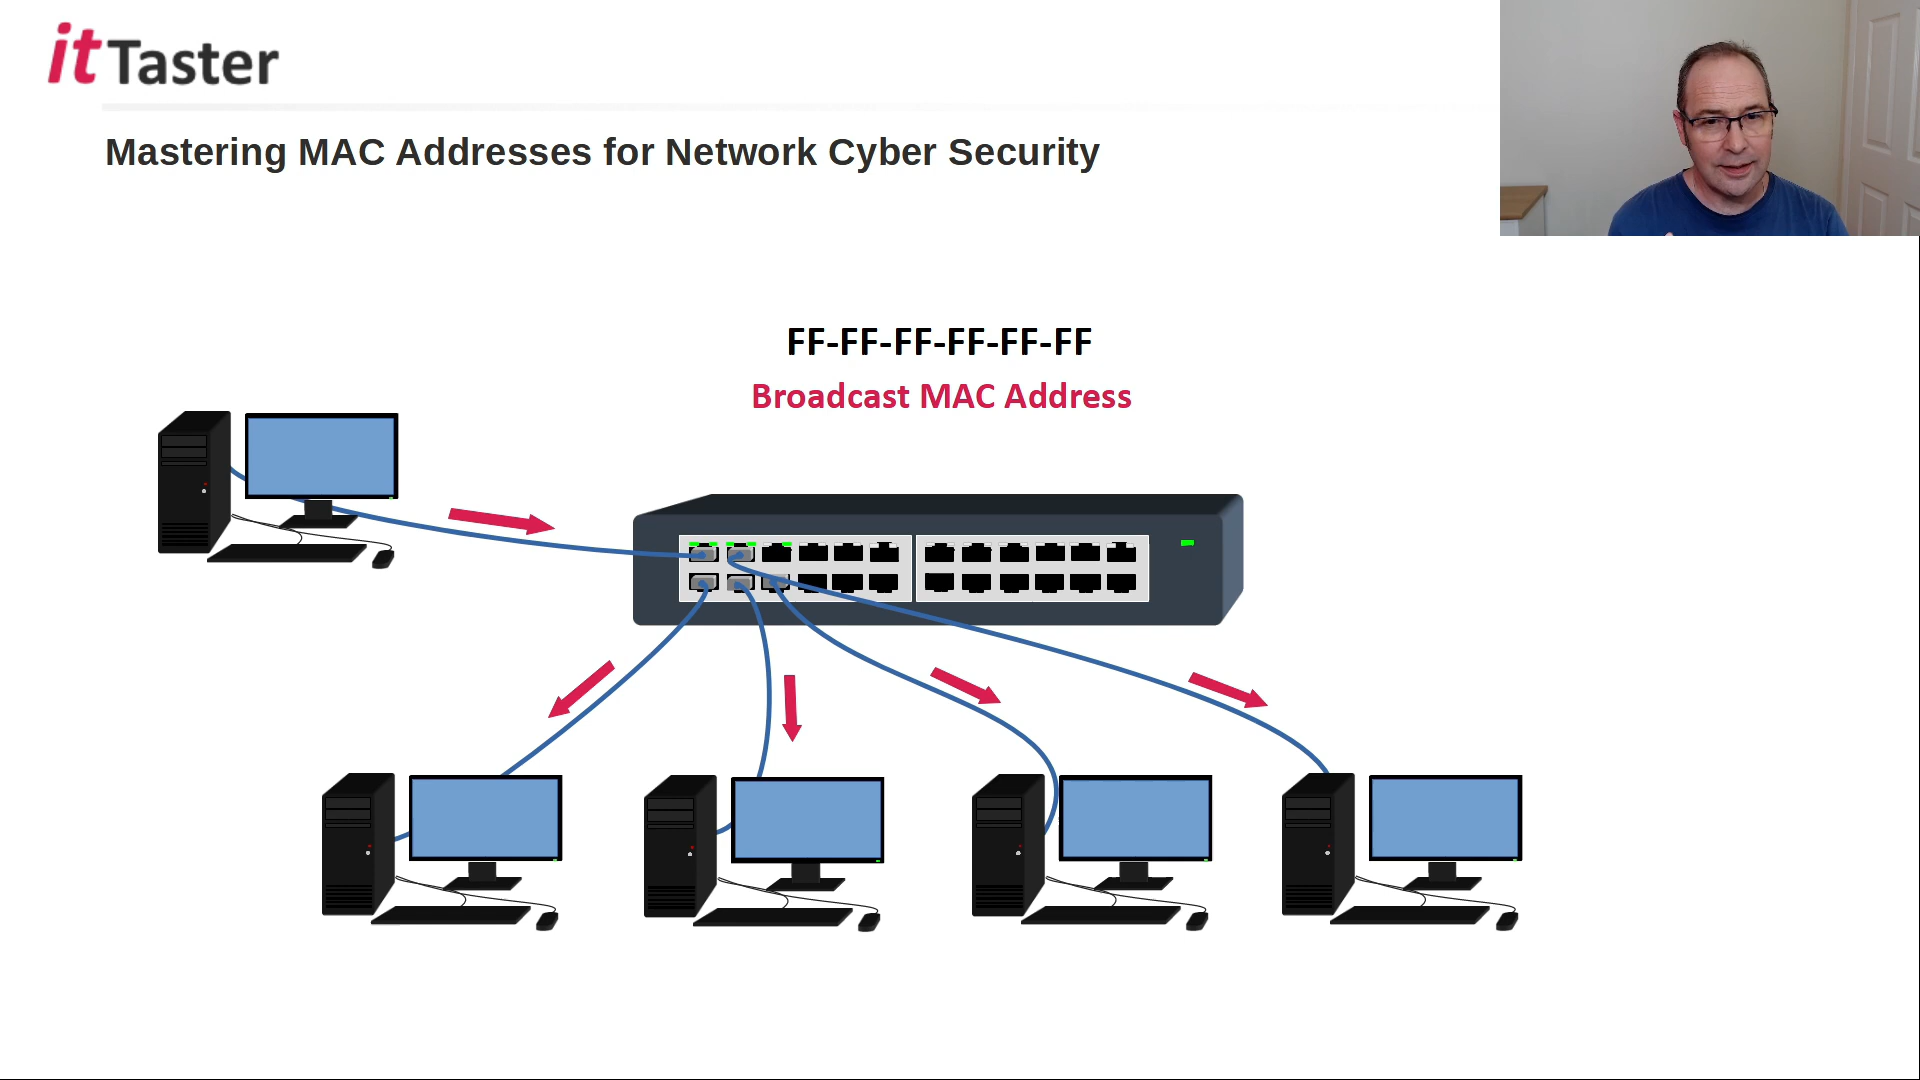 itTaster
Mastering MAC Addresses for Network Cyber Security
FF-FF-FF-FF-FF-FF
Broadcast MAC Address